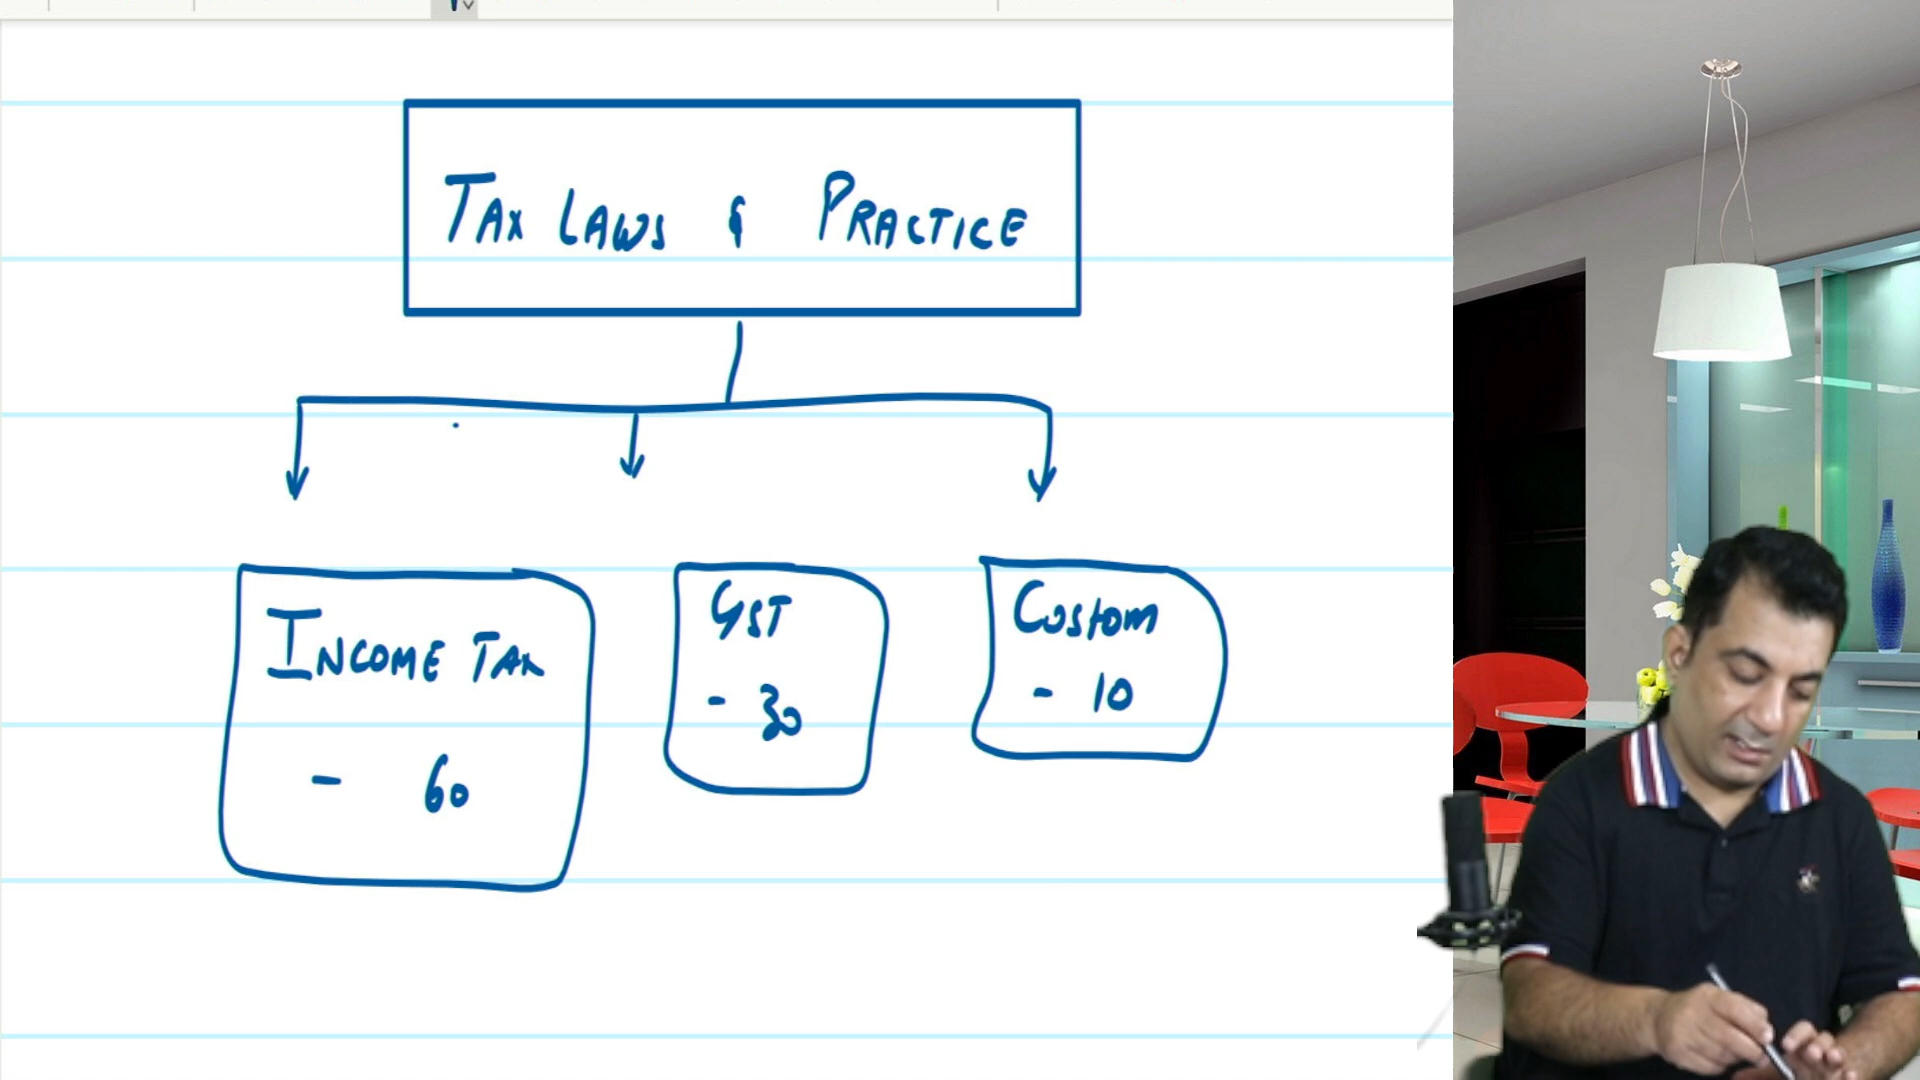 TAX LAWS & PRACTICE
INCOME TAX
- 60
GST
- 30
Custom
- 10